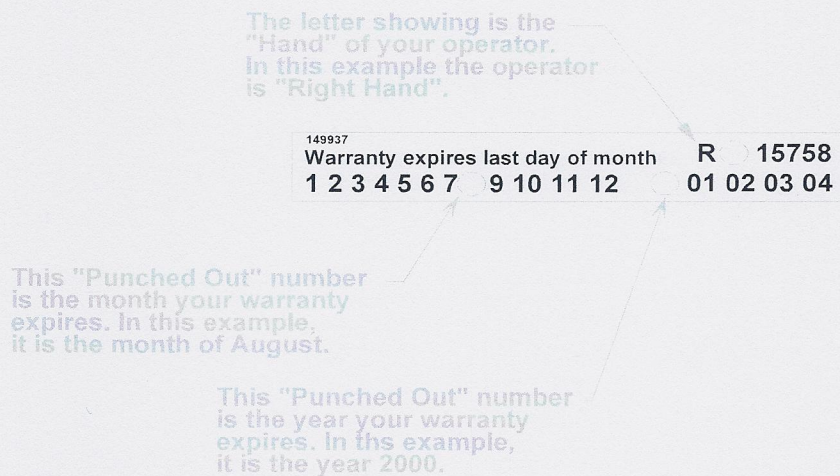 The letter showing is the
"Hand" of your operator.
In this example the operator
is "Right Hand".
149937
Warranty expires last day of month R 15758
1 2 3 4 5 6 7 9 10 11 12 01 02 03 04
This "Punched Out" number
is the month your warranty
expires. In this example,
it is the month of August.
This "Punched Out" number
is the year your warranty
expires. In ths example,
it is the year 2000.